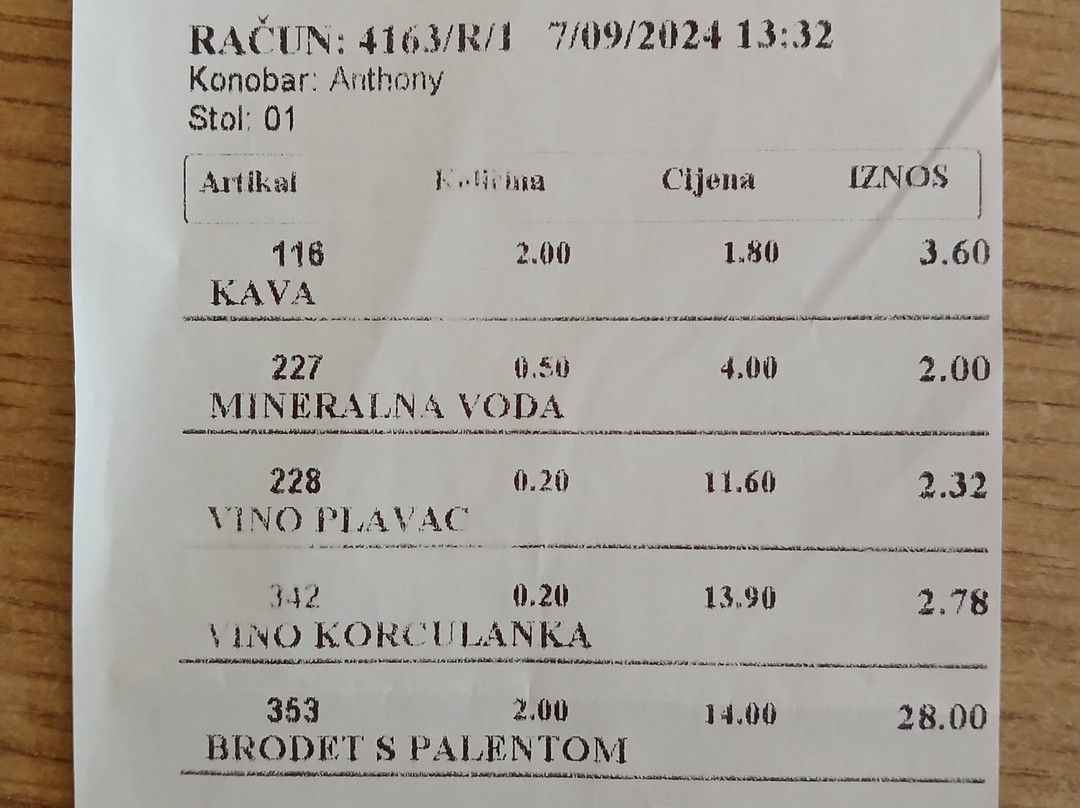 RAČUN: 4163/R/1 7/09/2024 13:32
Konobar: Anthony
Stol: 01
Artikal Količina Cijena IZNOS
116 2.00 1.80 3.60
KAVA
227 0.50 4.00 2.00
MINERALNA VODA
228 0.20 11.60 2.32
VINO PLAVAC
342 0.20 13.90 2.78
VINO KORCULANKA
353 2.00 14.00 28.00
BRODET S PALENTOM